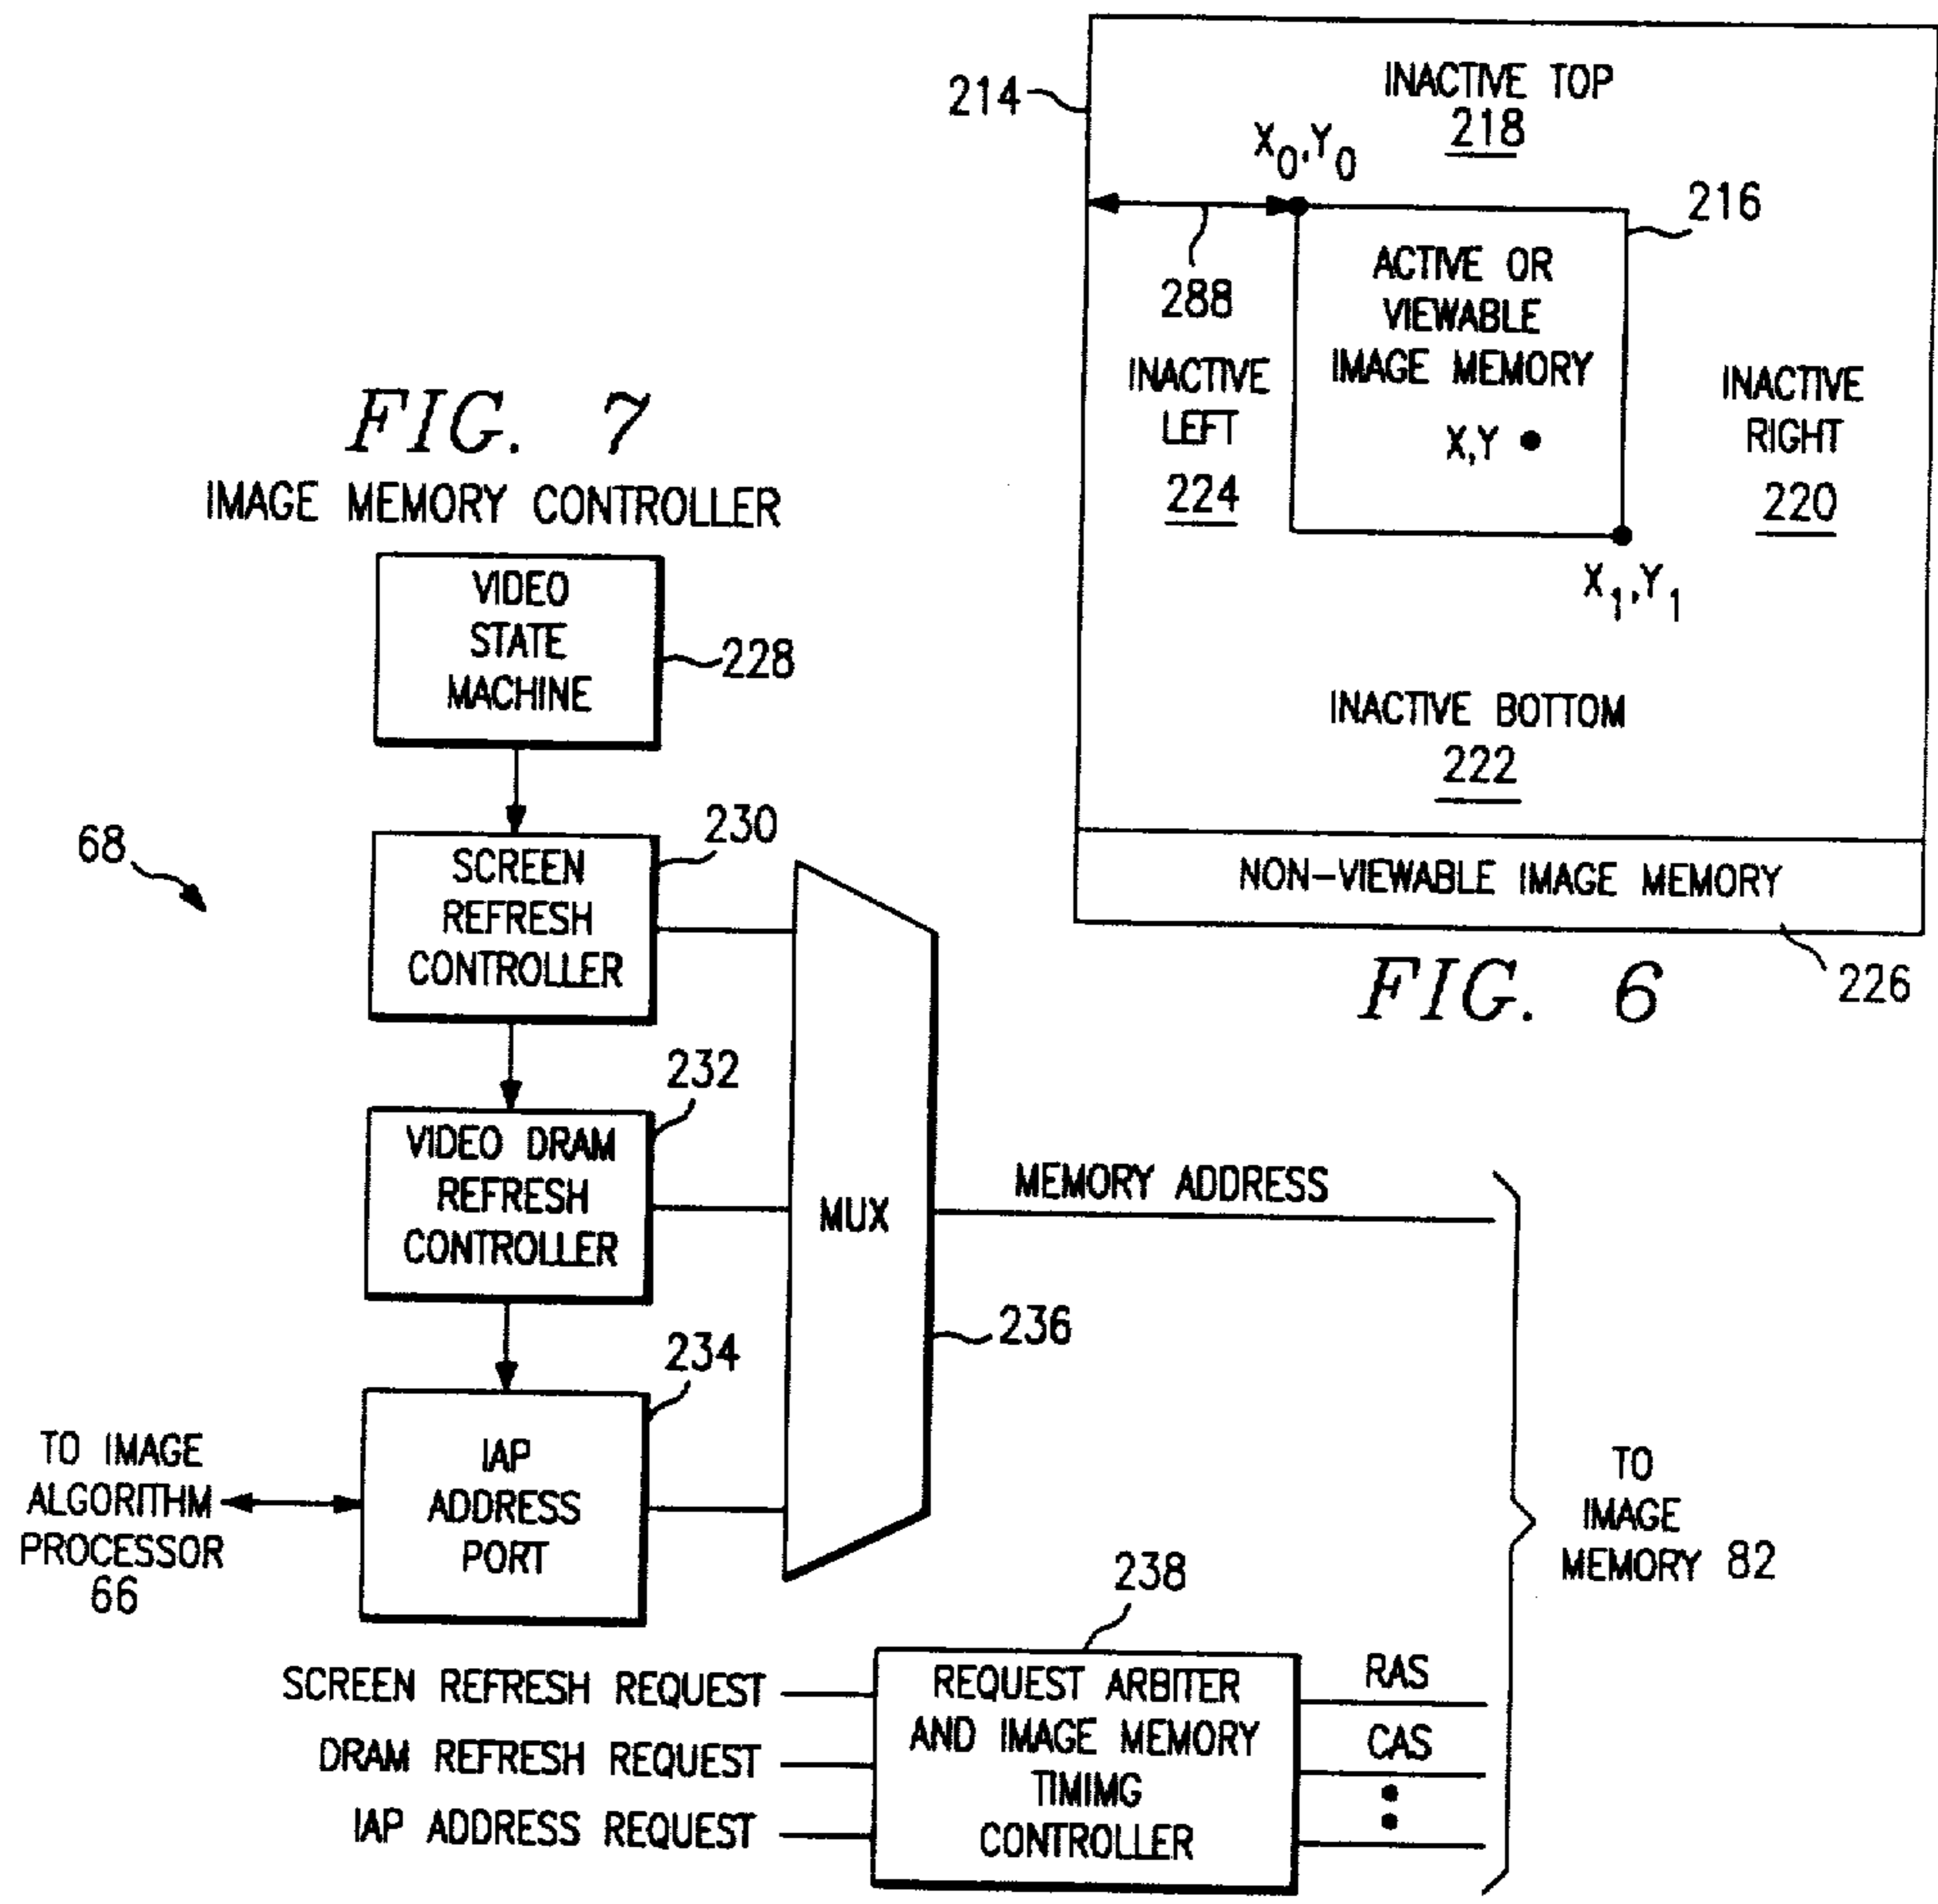 214
INACTIVE TOP
218
X0,Y0
216
288
ACTIVE OR
VIEWABLE
IMAGE MEMORY
X,Y
INACTIVE
LEFT
224
INACTIVE
RIGHT
220
X1,Y1
INACTIVE BOTTOM
222
NON-VIEWABLE IMAGE MEMORY
226
FIG. 6
FIG. 7
IMAGE MEMORY CONTROLLER
VIDEO
STATE
MACHINE
228
68
SCREEN
REFRESH
CONTROLLER
230
VIDEO DRAM
REFRESH
CONTROLLER
232
MUX
236
MEMORY ADDRESS
IAP
ADDRESS
PORT
234
TO IMAGE
ALGORITHM
PROCESSOR
66
TO
IMAGE
MEMORY 82
SCREEN REFRESH REQUEST
DRAM REFRESH REQUEST
IAP ADDRESS REQUEST
238
REQUEST ARBITER
AND IMAGE MEMORY
TIMIMG
CONTROLLER
RAS
CAS